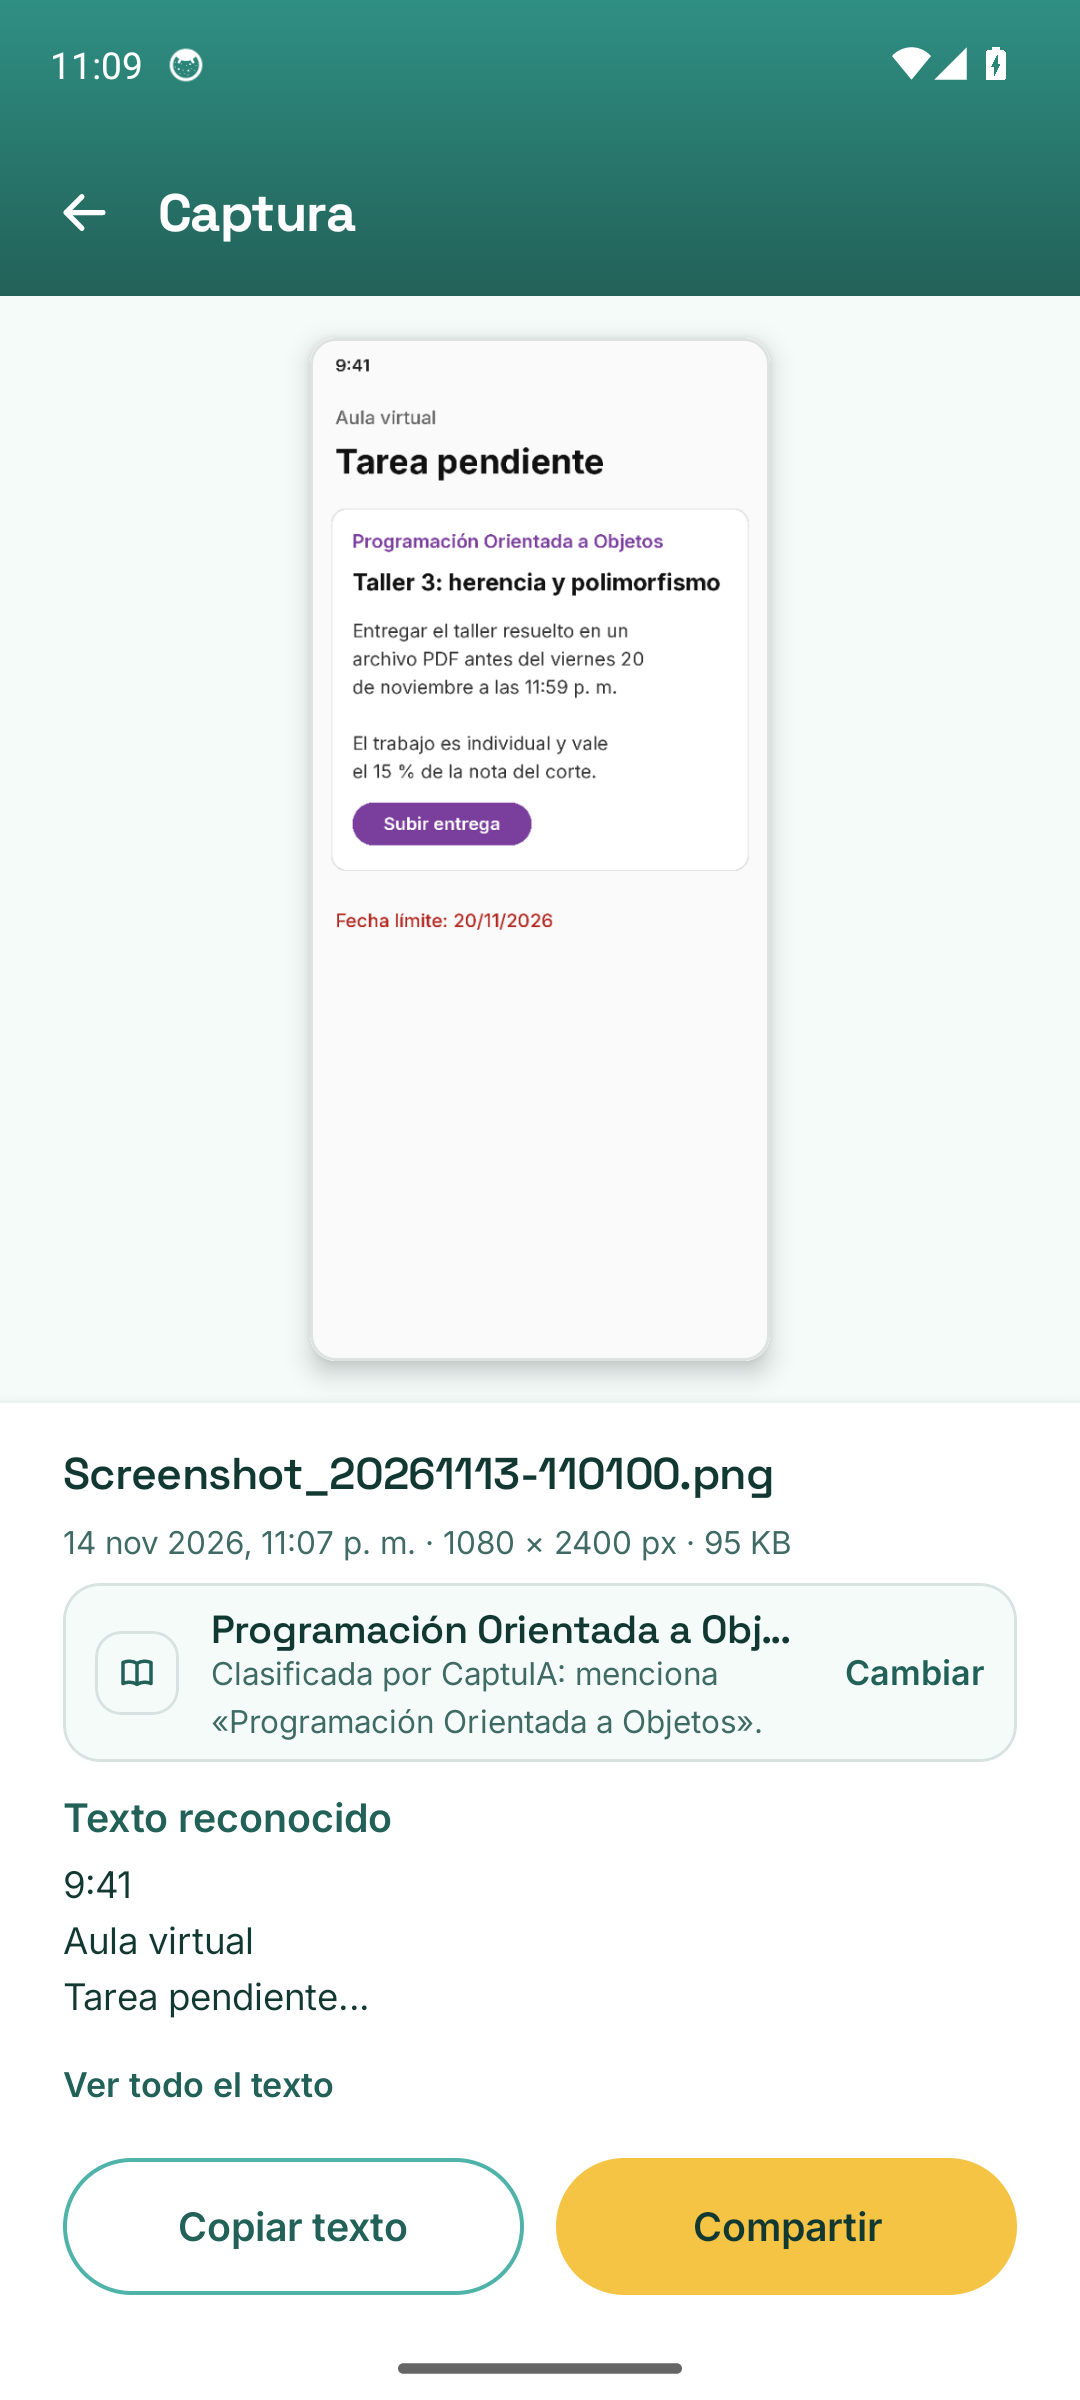 11:09
Captura
9:41
Aula virtual
Tarea pendiente
Programación Orientada a Objetos
Taller 3: herencia y polimorfismo
Entregar el taller resuelto en un
archivo PDF antes del viernes 20
de noviembre a las 11:59 p. m.
El trabajo es individual y vale
el 15 % de la nota del corte.
Subir entrega
Fecha límite: 20/11/2026
Screenshot_20261113-110100.png
14 nov 2026, 11:07 p. m. · 1080 × 2400 px · 95 KB
Programación Orientada a Obj...
Clasificada por CaptuIA: menciona
«Programación Orientada a Objetos».
Cambiar
Texto reconocido
9:41
Aula virtual
Tarea pendiente...
Ver todo el texto
Copiar texto
Compartir